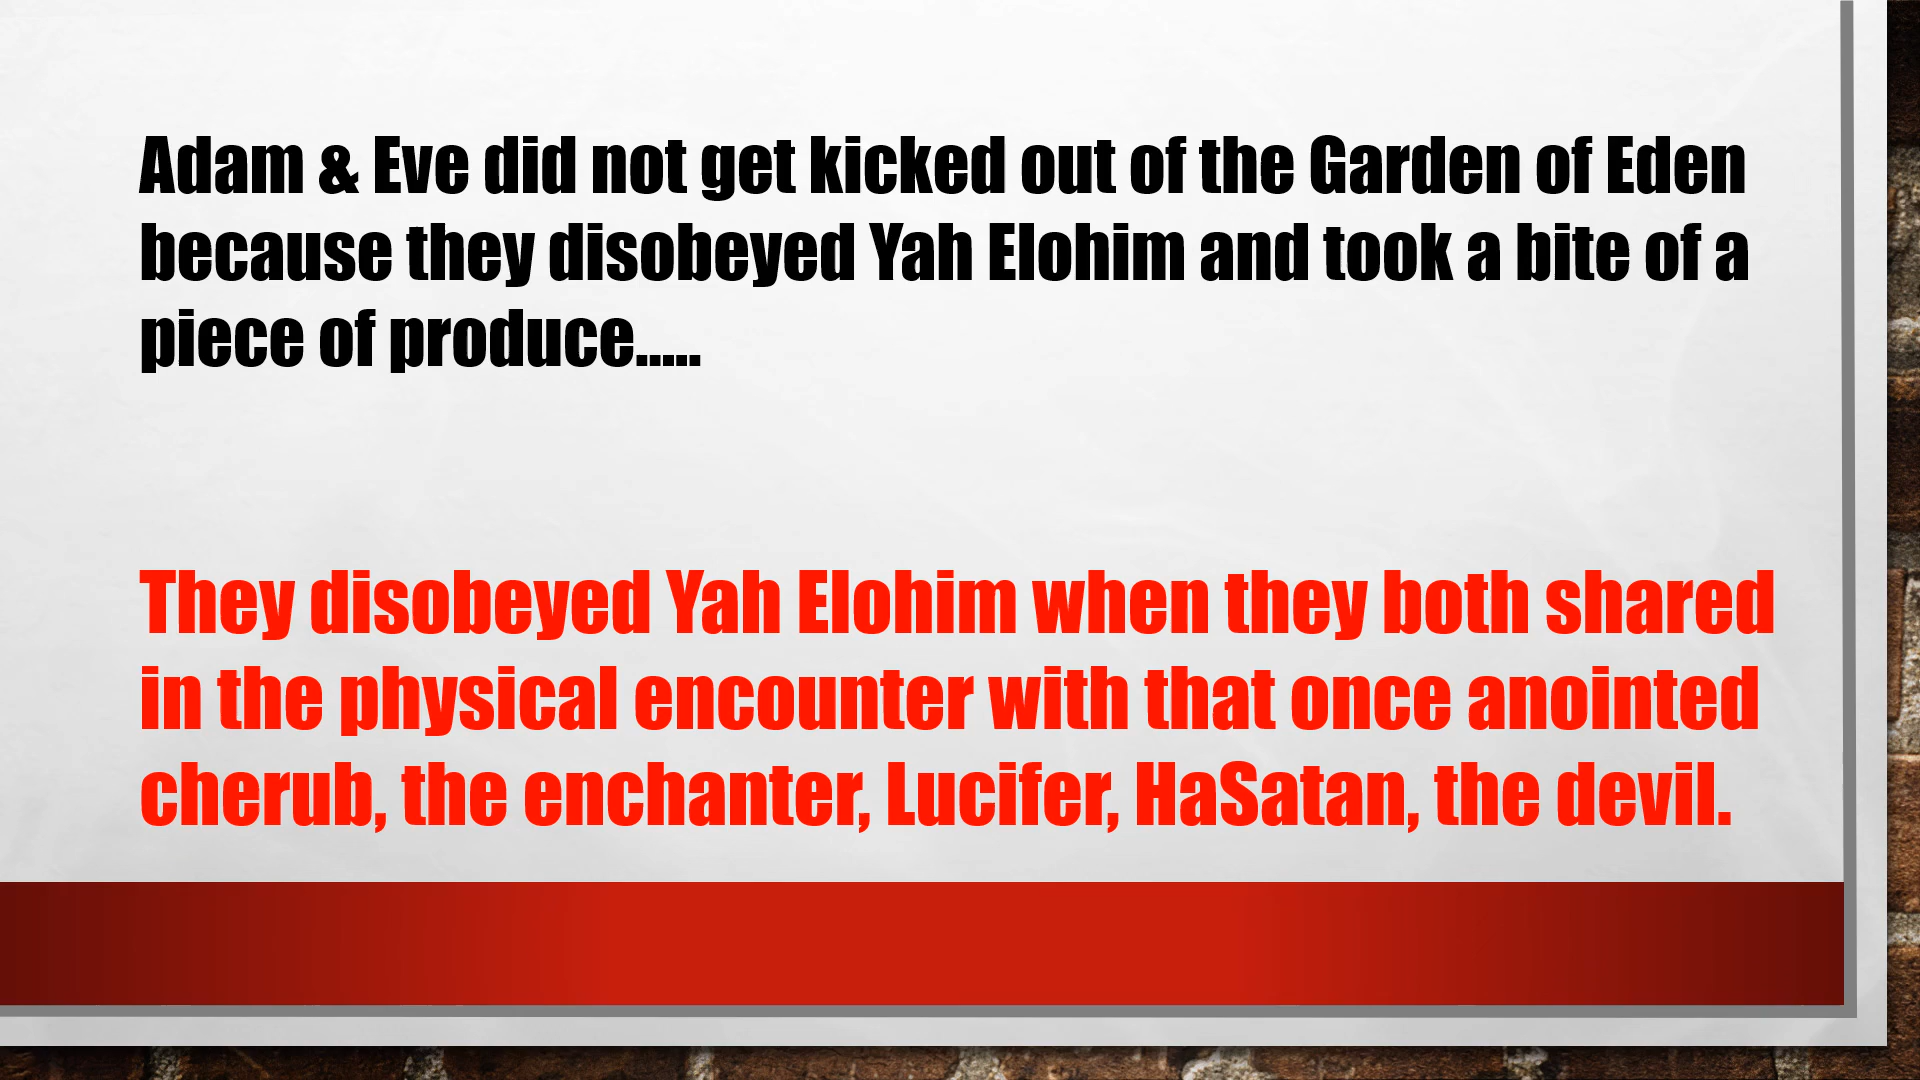 Adam & Eve did not get kicked out of the Garden of Eden
because they disobeyed Yah Elohim and took a bite of a
piece of produce.....
They disobeyed Yah Elohim when they both shared
in the physical encounter with that once anointed
cherub, the enchanter, Lucifer, HaSatan, the devil.